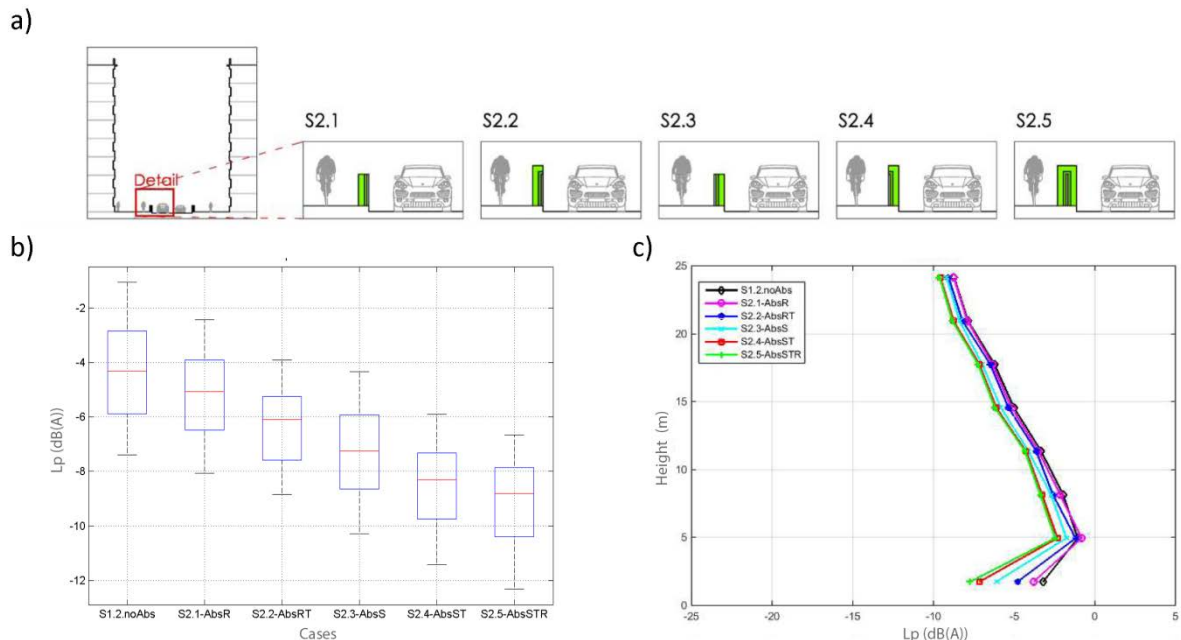 a)
S2.1
S2.2
S2.3
S2.4
S2.5
Detail
b)
-2
-4
-6
-8
-10
-12
Lp (dB(A))
S1.2.noAbs S2.1-AbsR S2.2-AbsRT S2.3-AbsS S2.4-AbsST S2.5-AbsSTR
Cases
c)
25
20
15
10
5
0
Height (m)
S1.2.noAbs
S2.1-AbsR
S2.2-AbsRT
S2.3-AbsS
S2.4-AbsST
S2.5-AbsSTR
-25 -20 -15 -10 -5 0 5
Lp (dB(A))